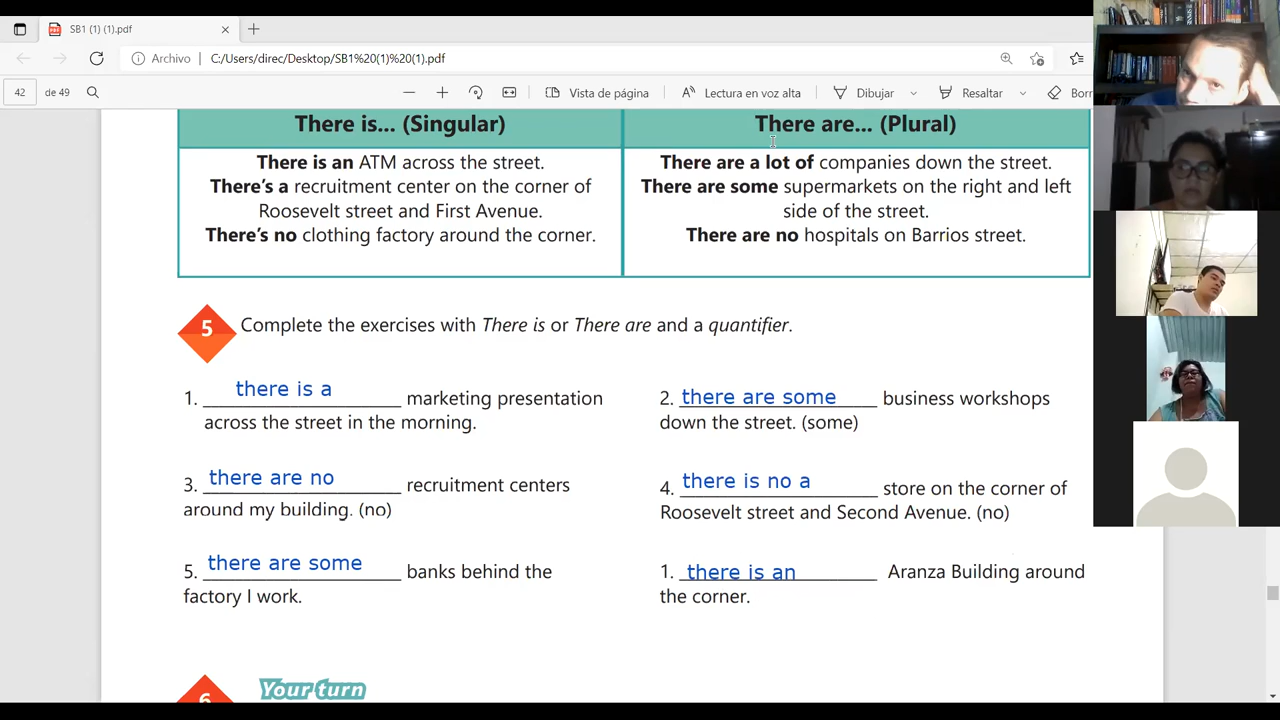 SB1 (1) (1).pdf
Archivo
C:/Users/direc/Desktop/SB1%20(1)%20(1).pdf
42
de 49
Vista de página
Lectura en voz alta
Dibujar
Resaltar
Borr
There is... (Singular)
There are... (Plural)
There is an ATM across the street.
There's a recruitment center on the corner of
Roosevelt street and First Avenue.
There's no clothing factory around the corner.
There are a lot of companies down the street.
There are some supermarkets on the right and left
side of the street.
There are no hospitals on Barrios street.
5 Complete the exercises with There is or There are and a quantifier.
1. there is a marketing presentation
across the street in the morning.
2. there are some business workshops
down the street. (some)
3. there are no recruitment centers
around my building. (no)
4. there is no a store on the corner of
Roosevelt street and Second Avenue. (no)
5. there are some banks behind the
factory I work.
1. there is an Aranza Building around
the corner.
6 Your turn